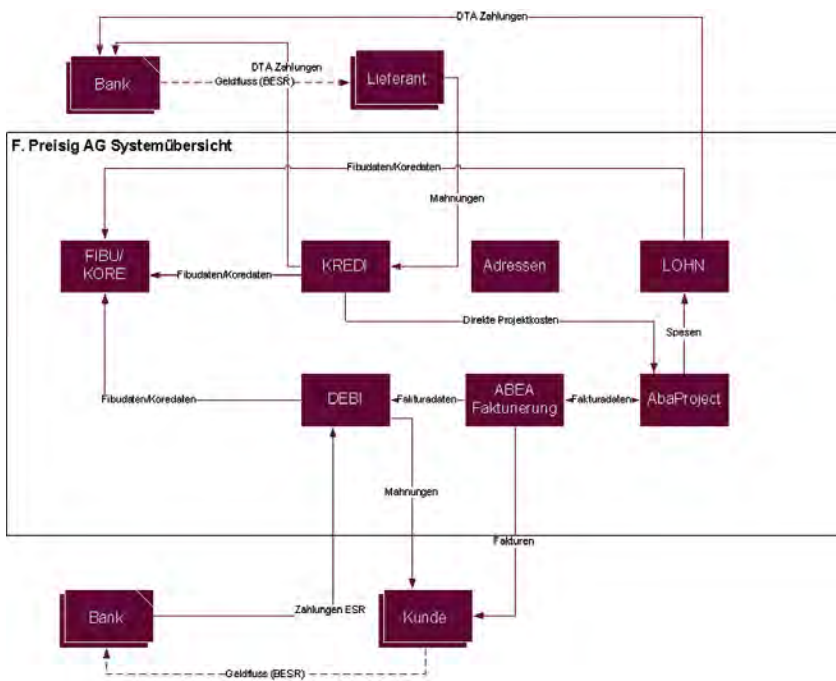 DTA Zahlungen
DTA Zahlungen
Bank
Geldfluss (BESR)
Lieferant
F. Preisig AG Systemübersicht
Fibudaten/Koredaten
Mahnungen
FIBU/
KORE
Fibudaten/Koredaten
KREDI
Adressen
LOHN
Direkte Projektkosten
Spesen
Fibudaten/Koredaten
DEBI
Fakturadaten
ABEA
Fakturierung
Fakturadaten
AbaProject
Mahnungen
Fakturen
Bank
Zahlungen ESR
Kunde
Geldfluss (BESR)